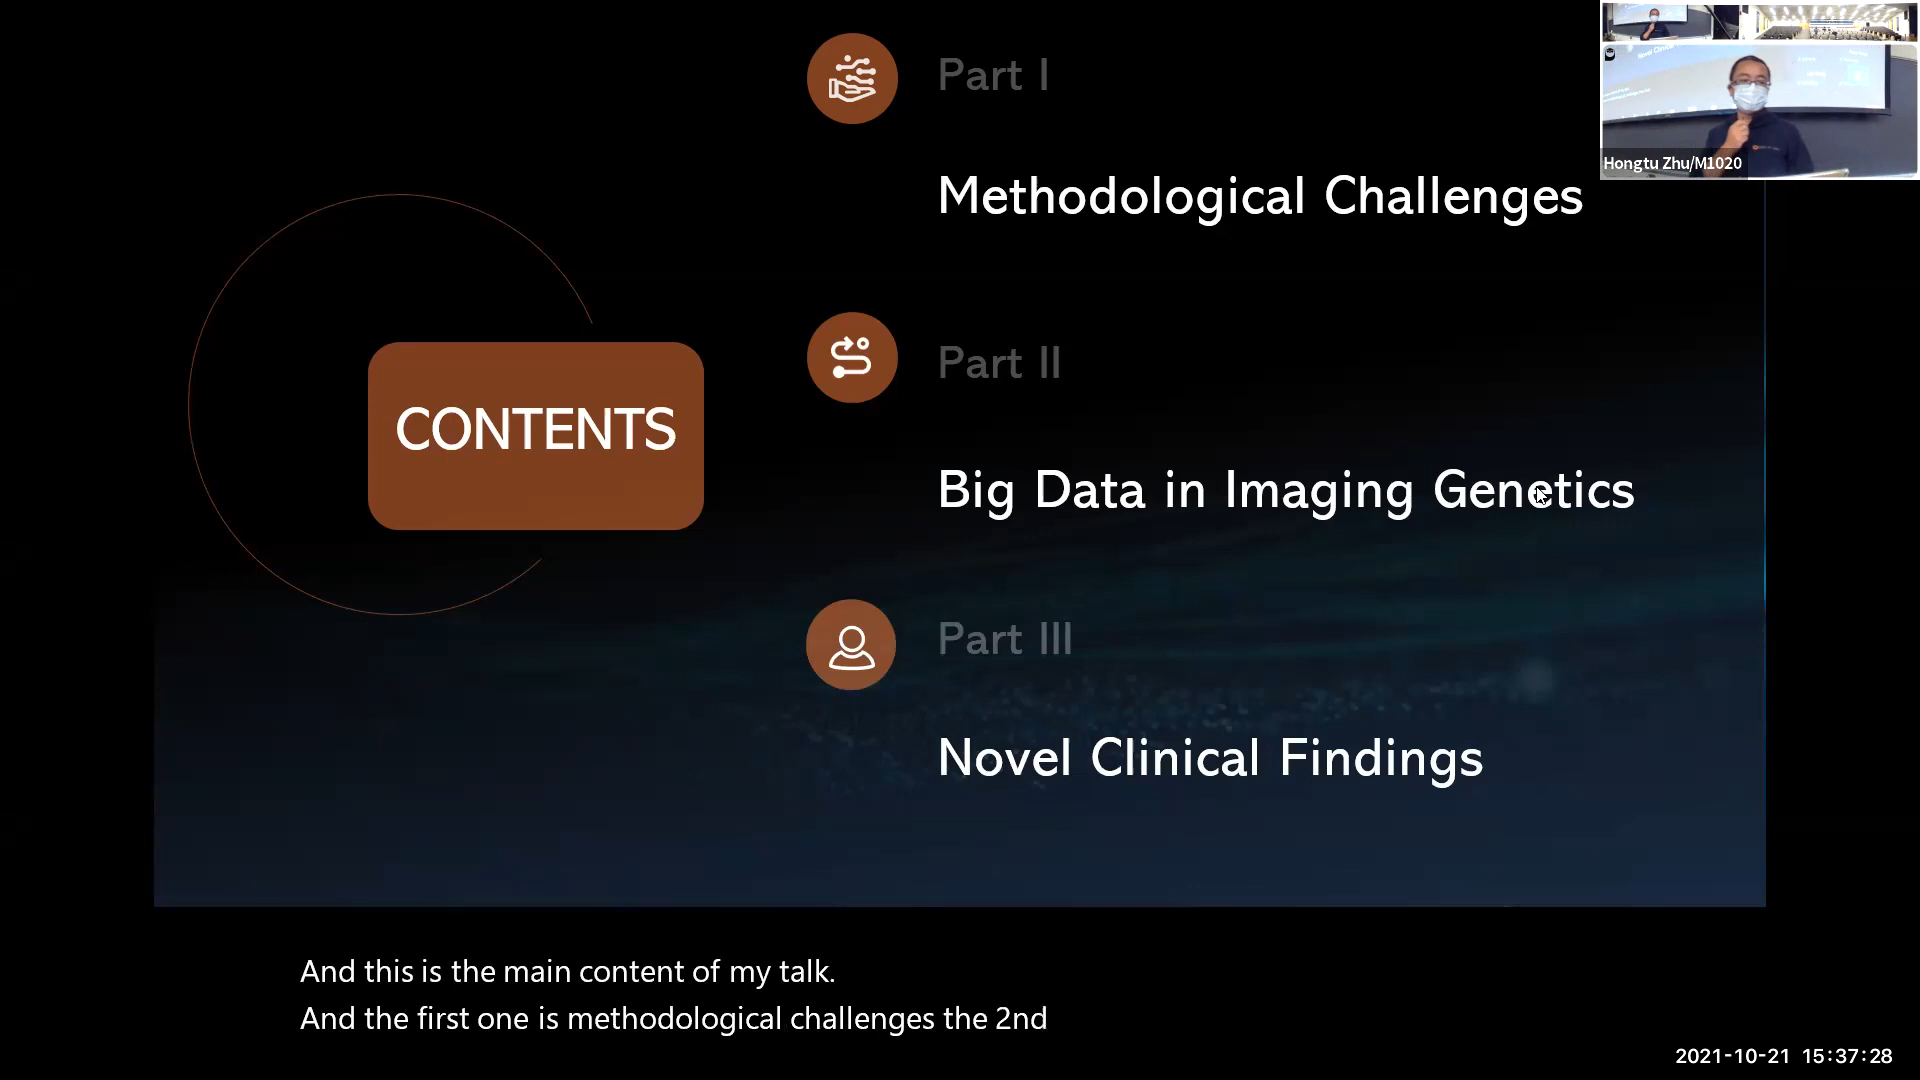 Part I
Methodological Challenges
Hongtu Zhu/M1020
CONTENTS
Part II
Big Data in Imaging Genetics
Part III
Novel Clinical Findings
And this is the main content of my talk.
And the first one is methodological challenges the 2nd
2021-10-21 15:37:28